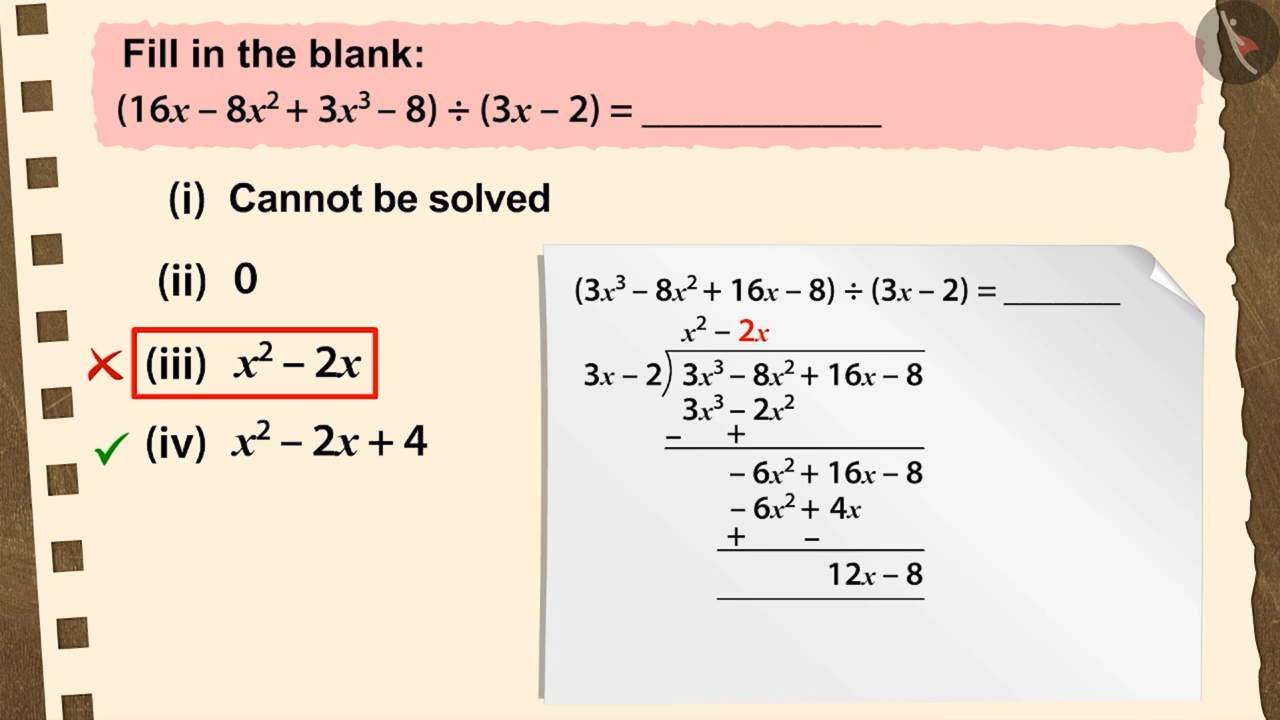 Fill in the blank:
(16x – 8x² + 3x³ – 8) ÷ (3x – 2) = ____________
(i) Cannot be solved
(ii) 0
(iii) x² – 2x
(iv) x² – 2x + 4
(3x³ – 8x² + 16x – 8) ÷ (3x – 2) = _______
x² – 2x
3x – 2) 3x³ – 8x² + 16x – 8
3x³ – 2x²
– +
– 6x² + 16x – 8
– 6x² + 4x
+ –
12x – 8